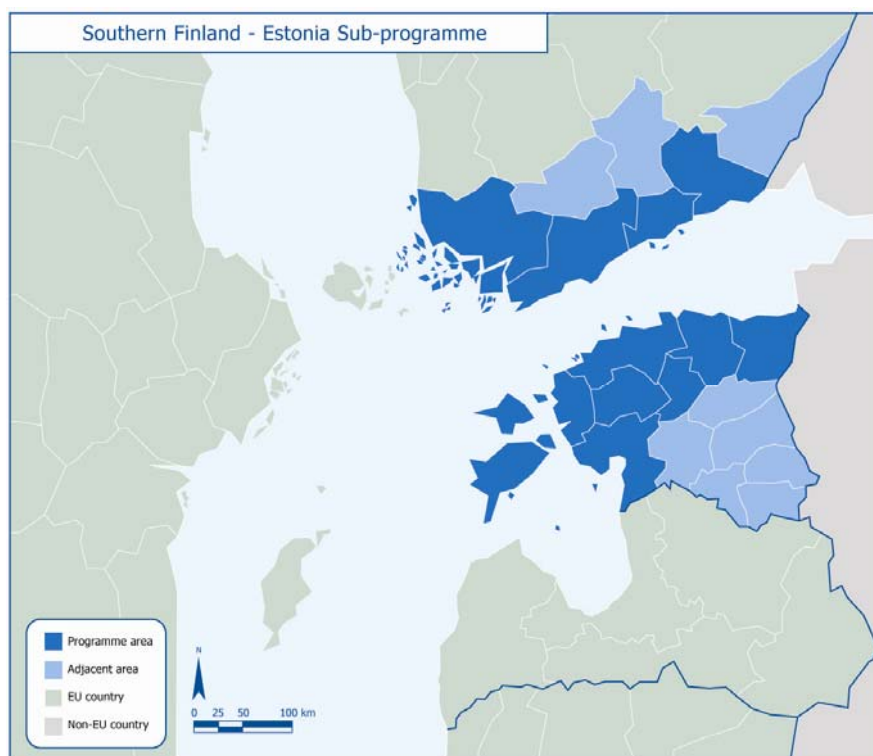 Southern Finland - Estonia Sub-programme
Programme area
Adjacent area
EU country
Non-EU country
N
0 25 50 100 km